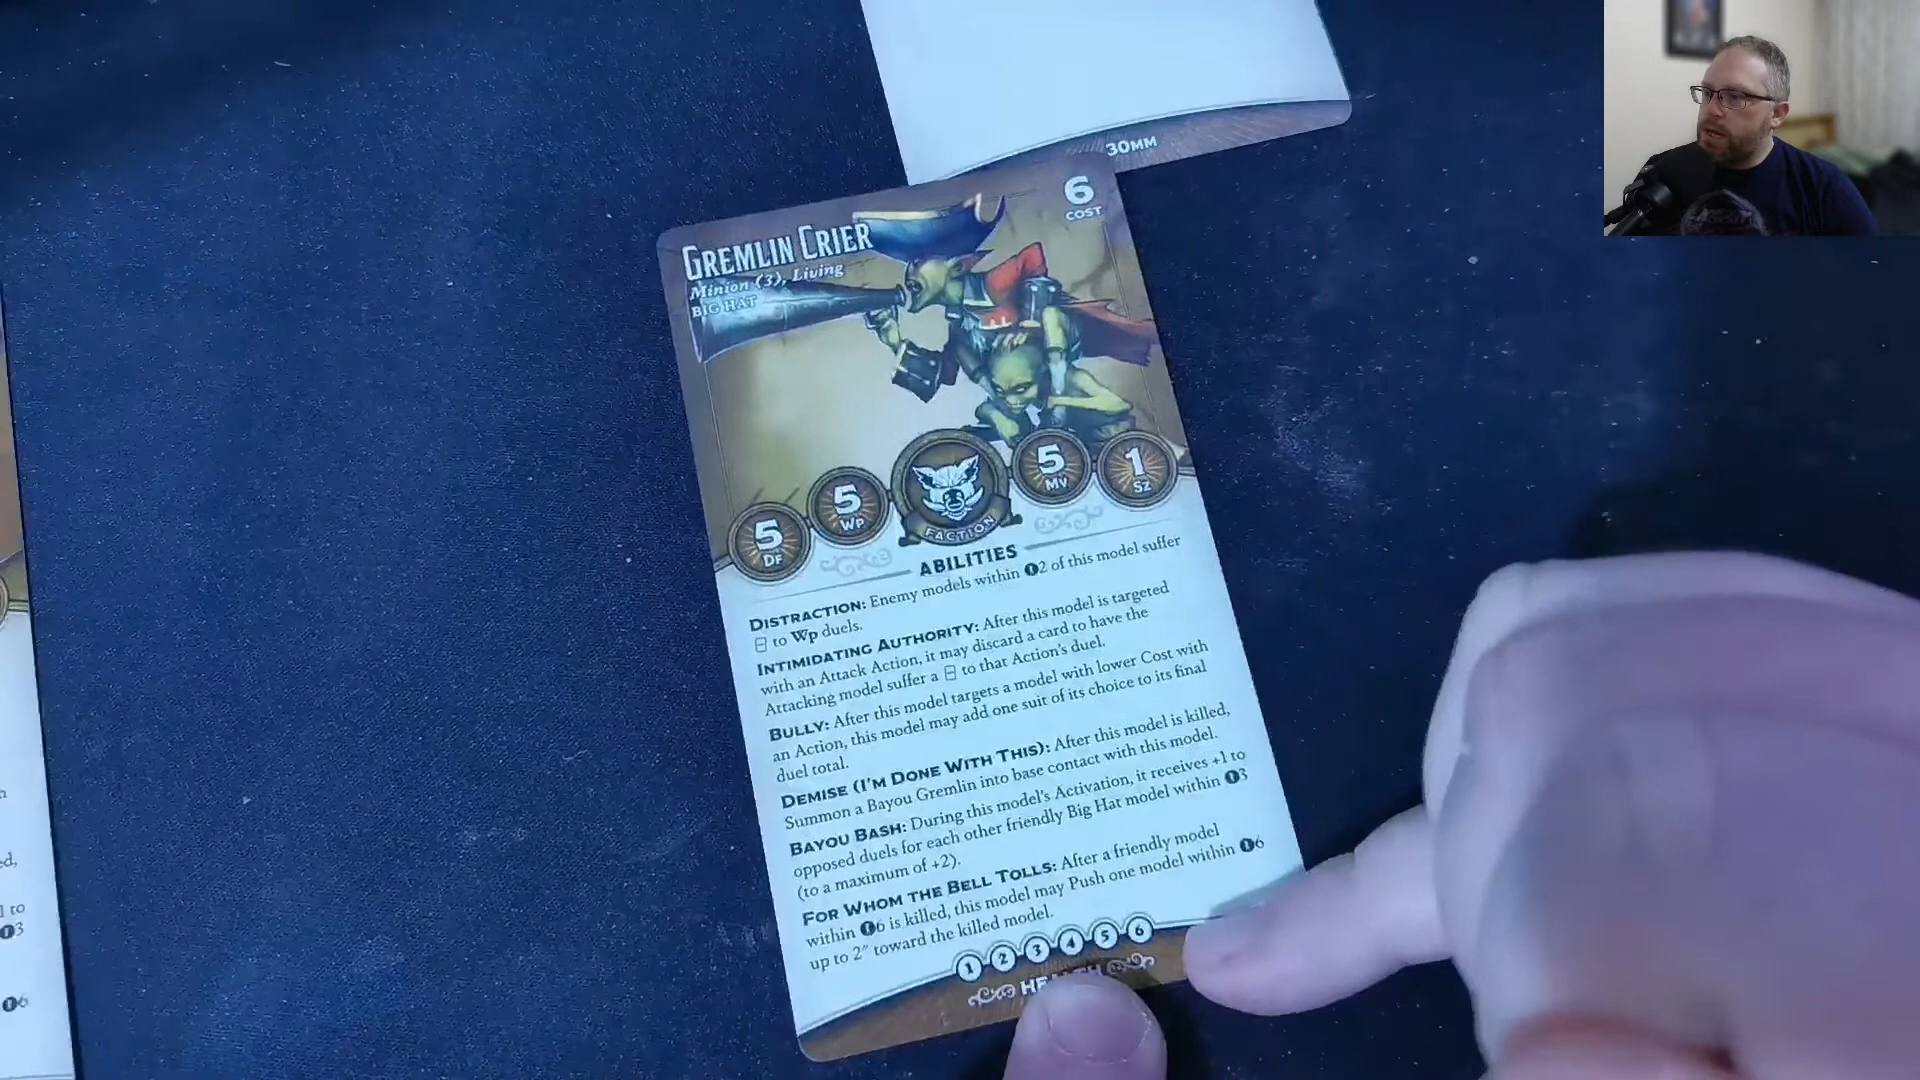 30MM
6
COST
GREMLIN CRIER
Minion (3), Living
BIG HAT
5
DF
5
WP
FACTION
5
MV
1
SZ
ABILITIES
DISTRACTION: Enemy models within 2 of this model suffer
to Wp duels.
INTIMIDATING AUTHORITY: After this model is targeted
with an Attack Action, it may discard a card to have the
Attacking model suffer a to that Action's duel.
BULLY: After this model targets a model with lower Cost with
an Action, this model may add one suit of its choice to its final
duel total.
DEMISE (I'M DONE WITH THIS): After this model is killed,
Summon a Bayou Gremlin into base contact with this model.
BAYOU BASH: During this model's Activation, it receives +1 to
opposed duels for each other friendly Big Hat model within 3
(to a maximum of +2).
FOR WHOM THE BELL TOLLS: After a friendly model
within 6 is killed, this model may Push one model within 6
up to 2" toward the killed model.
1 2 3 4 5 6
to
3
6